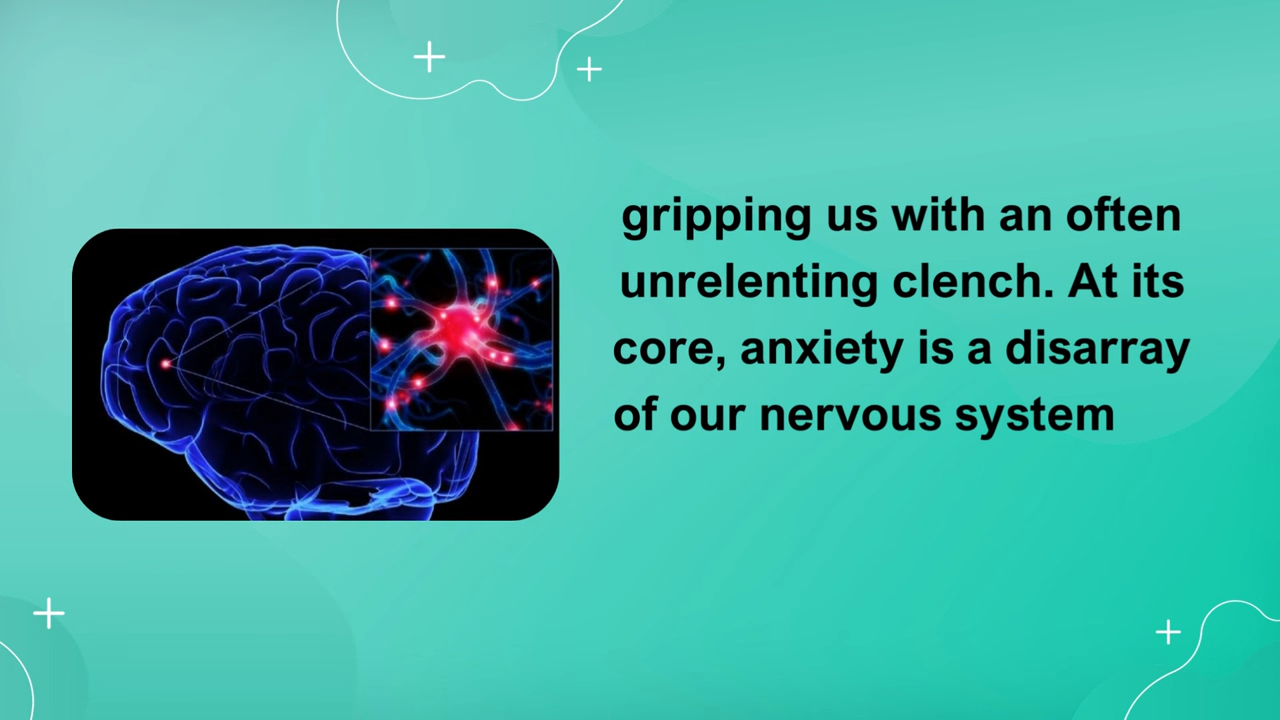 gripping us with an often
unrelenting clench. At its
core, anxiety is a disarray
of our nervous system